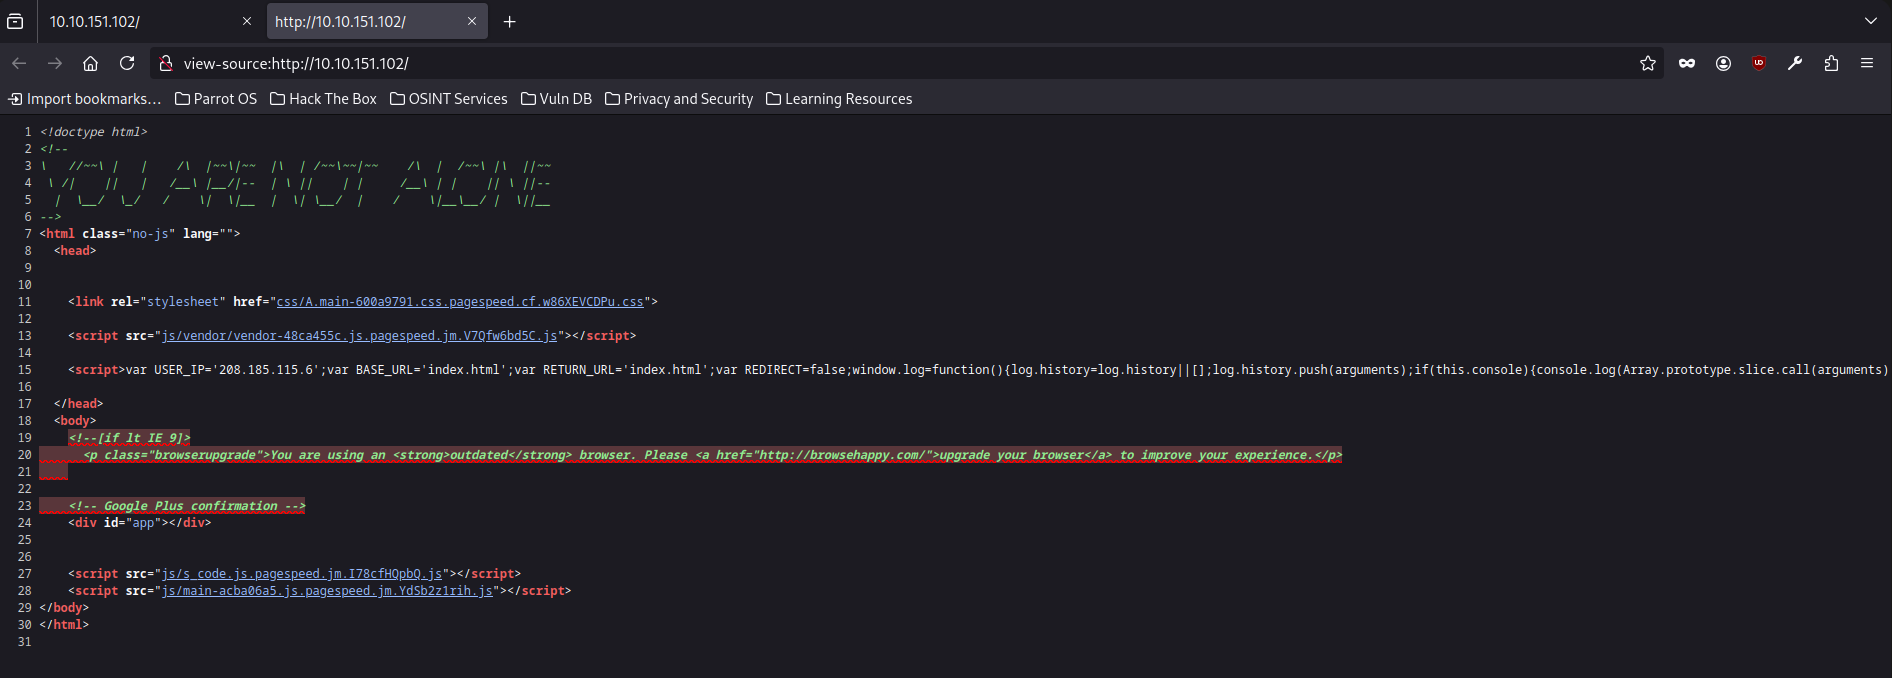 10.10.151.102/
http://10.10.151.102/
view-source:http://10.10.151.102/
Import bookmarks… Parrot OS Hack The Box OSINT Services Vuln DB Privacy and Security Learning Resources
1 <!doctype html>
2 <!--
3 \   //~~\ |   |    /\  |~~\|~~  |\  | /~~\~~|~~    /\  |  /~~\ |\  ||~~
4  \ /|    ||   |   /__\ |__/|--  | \ ||    | |     /__\ | |    || \ ||--
5   |  \__/  \_/   /    \|  \|__  |  \| \__/  |    /    \|__\__/ |  \||__
6 -->
7 <html class="no-js" lang="">
8   <head>
9
10
11     <link rel="stylesheet" href="css/A.main-600a9791.css.pagespeed.cf.w86XEVCDPu.css">
12
13     <script src="js/vendor/vendor-48ca455c.js.pagespeed.jm.V7Qfw6bd5C.js"></script>
14
15     <script>var USER_IP='208.185.115.6';var BASE_URL='index.html';var RETURN_URL='index.html';var REDIRECT=false;window.log=function(){log.history=log.history||[];log.history.push(arguments);if(this.console){console.log(Array.prototype.slice.call(arguments)
16
17   </head>
18   <body>
19     <!--[if lt IE 9]>
20       <p class="browserupgrade">You are using an <strong>outdated</strong> browser. Please <a href="http://browsehappy.com/">upgrade your browser</a> to improve your experience.</p>
21
22
23     <!-- Google Plus confirmation -->
24     <div id="app"></div>
25
26
27     <script src="js/s_code.js.pagespeed.jm.I78cfHQpbQ.js"></script>
28     <script src="js/main-acba06a5.js.pagespeed.jm.YdSb2z1rih.js"></script>
29 </body>
30 </html>
31